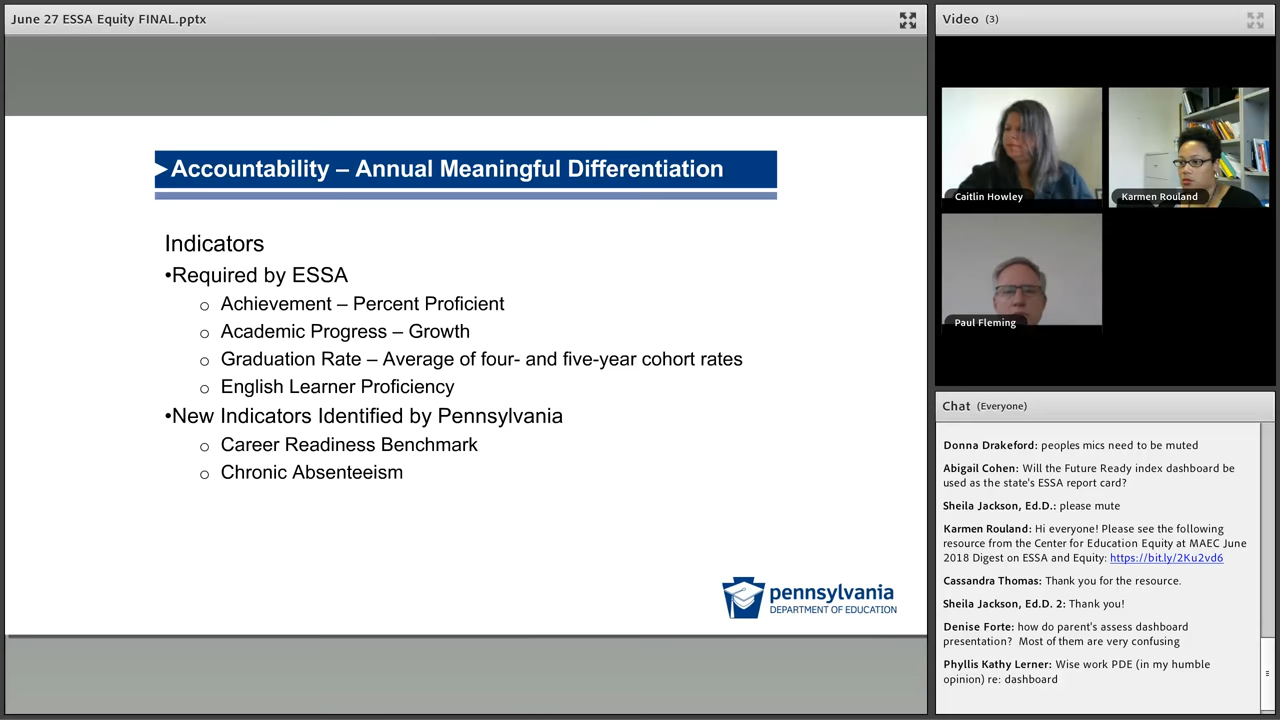 June 27 ESSA Equity FINAL.pptx
Accountability – Annual Meaningful Differentiation
Indicators
•Required by ESSA
o Achievement – Percent Proficient
o Academic Progress – Growth
o Graduation Rate – Average of four- and five-year cohort rates
o English Learner Proficiency
•New Indicators Identified by Pennsylvania
o Career Readiness Benchmark
o Chronic Absenteeism
pennsylvania
DEPARTMENT OF EDUCATION
Video (3)
Caitlin Howley
Karmen Rouland
Paul Fleming
Chat (Everyone)
Donna Drakeford: peoples mics need to be muted
Abigail Cohen: Will the Future Ready index dashboard be
used as the state's ESSA report card?
Sheila Jackson, Ed.D.: please mute
Karmen Rouland: Hi everyone! Please see the following
resource from the Center for Education Equity at MAEC June
2018 Digest on ESSA and Equity: https://bit.ly/2Ku2vd6
Cassandra Thomas: Thank you for the resource.
Sheila Jackson, Ed.D. 2: Thank you!
Denise Forte: how do parent's assess dashboard
presentation? Most of them are very confusing
Phyllis Kathy Lerner: Wise work PDE (in my humble
opinion) re: dashboard